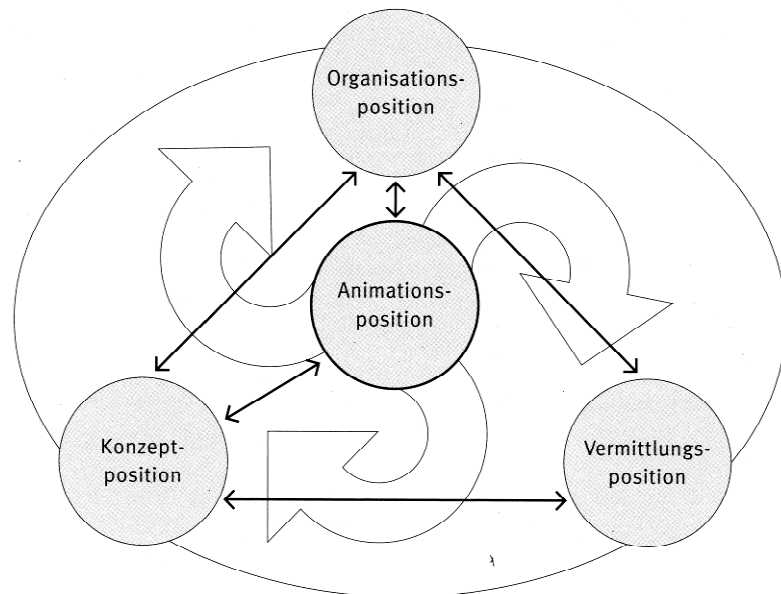 Organisations-
position
Animations-
position
Konzept-
position
Vermittlungs-
position